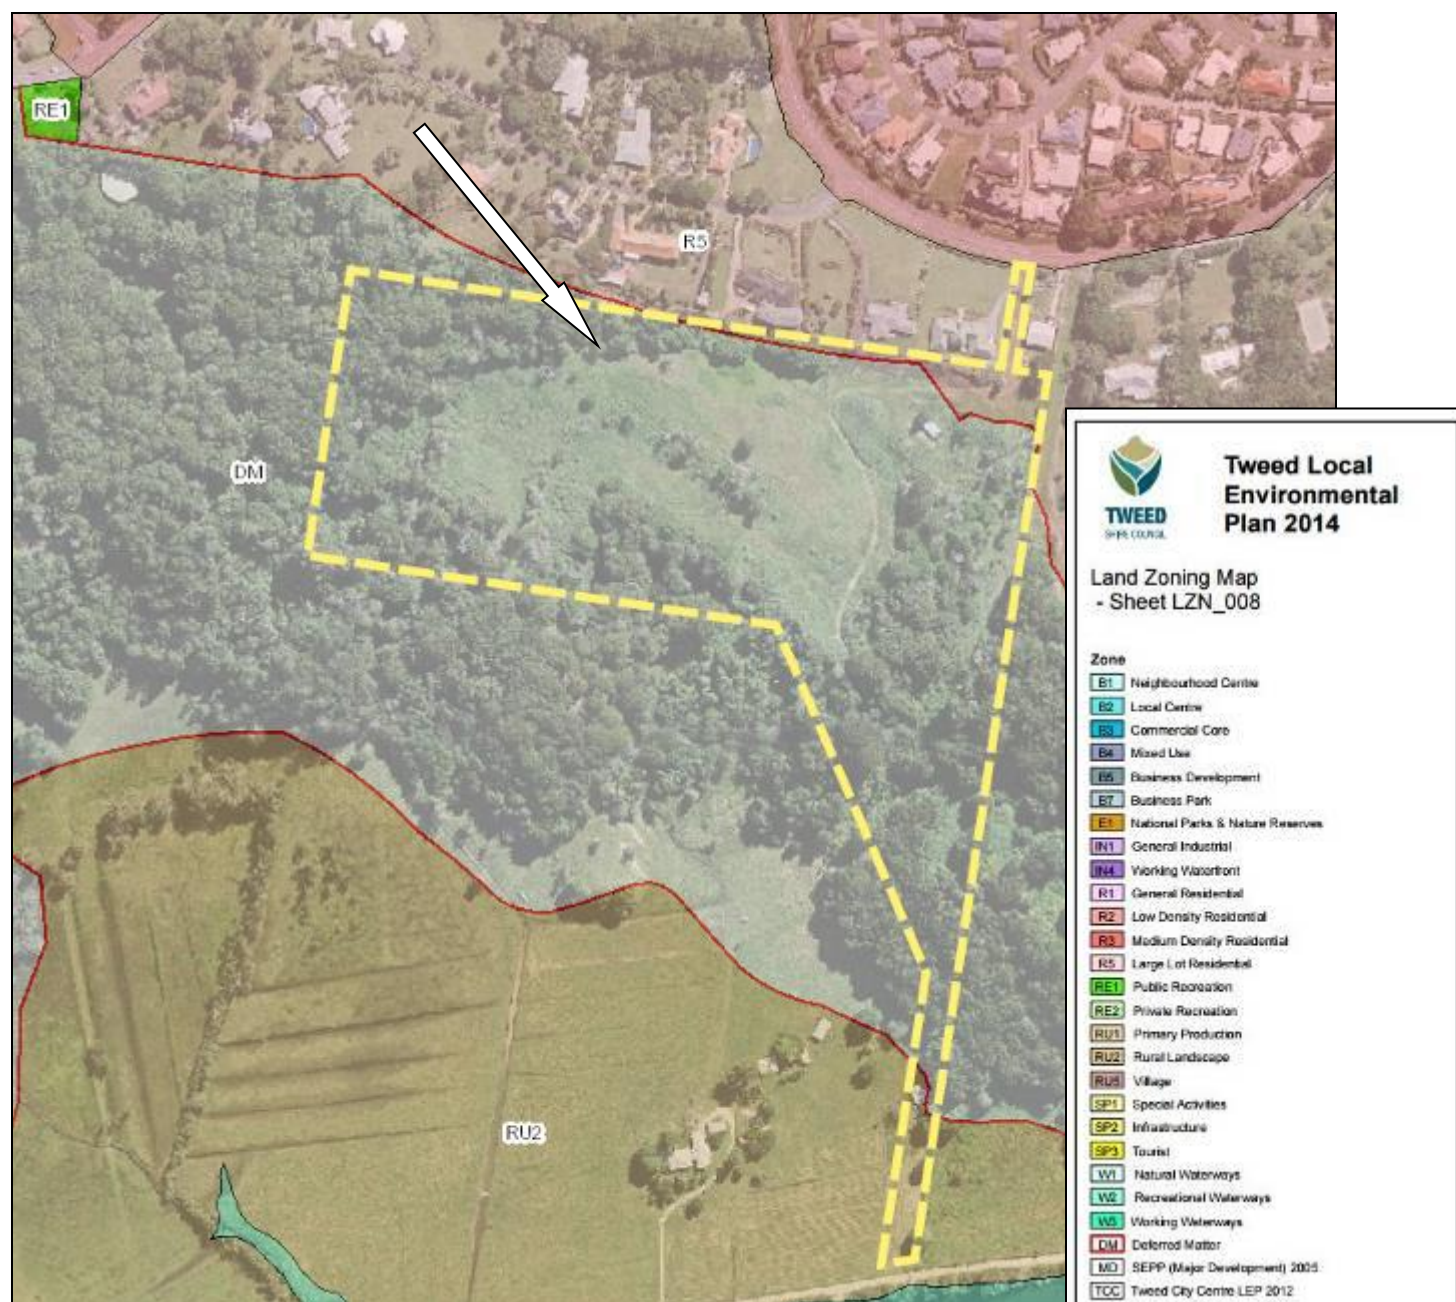 RE1
R5
DM
RU2
TWEED
SHIRE COUNCIL
Tweed Local
Environmental
Plan 2014
Land Zoning Map
- Sheet LZN_008
Zone
B1 Neighbourhood Centre
B2 Local Centre
B3 Commercial Core
B4 Mixed Use
B5 Business Development
B7 Business Park
E1 National Parks & Nature Reserves
IN1 General Industrial
IN4 Working Waterfront
R1 General Residential
R2 Low Density Residential
R3 Medium Density Residential
R5 Large Lot Residential
RE1 Public Recreation
RE2 Private Recreation
RU1 Primary Production
RU2 Rural Landscape
RU5 Village
SP1 Special Activities
SP2 Infrastructure
SP3 Tourist
W1 Natural Waterways
W2 Recreational Waterways
W3 Working Waterways
DM Deferred Matter
MD SEPP (Major Development) 2005
TCC Tweed City Centre LEP 2012